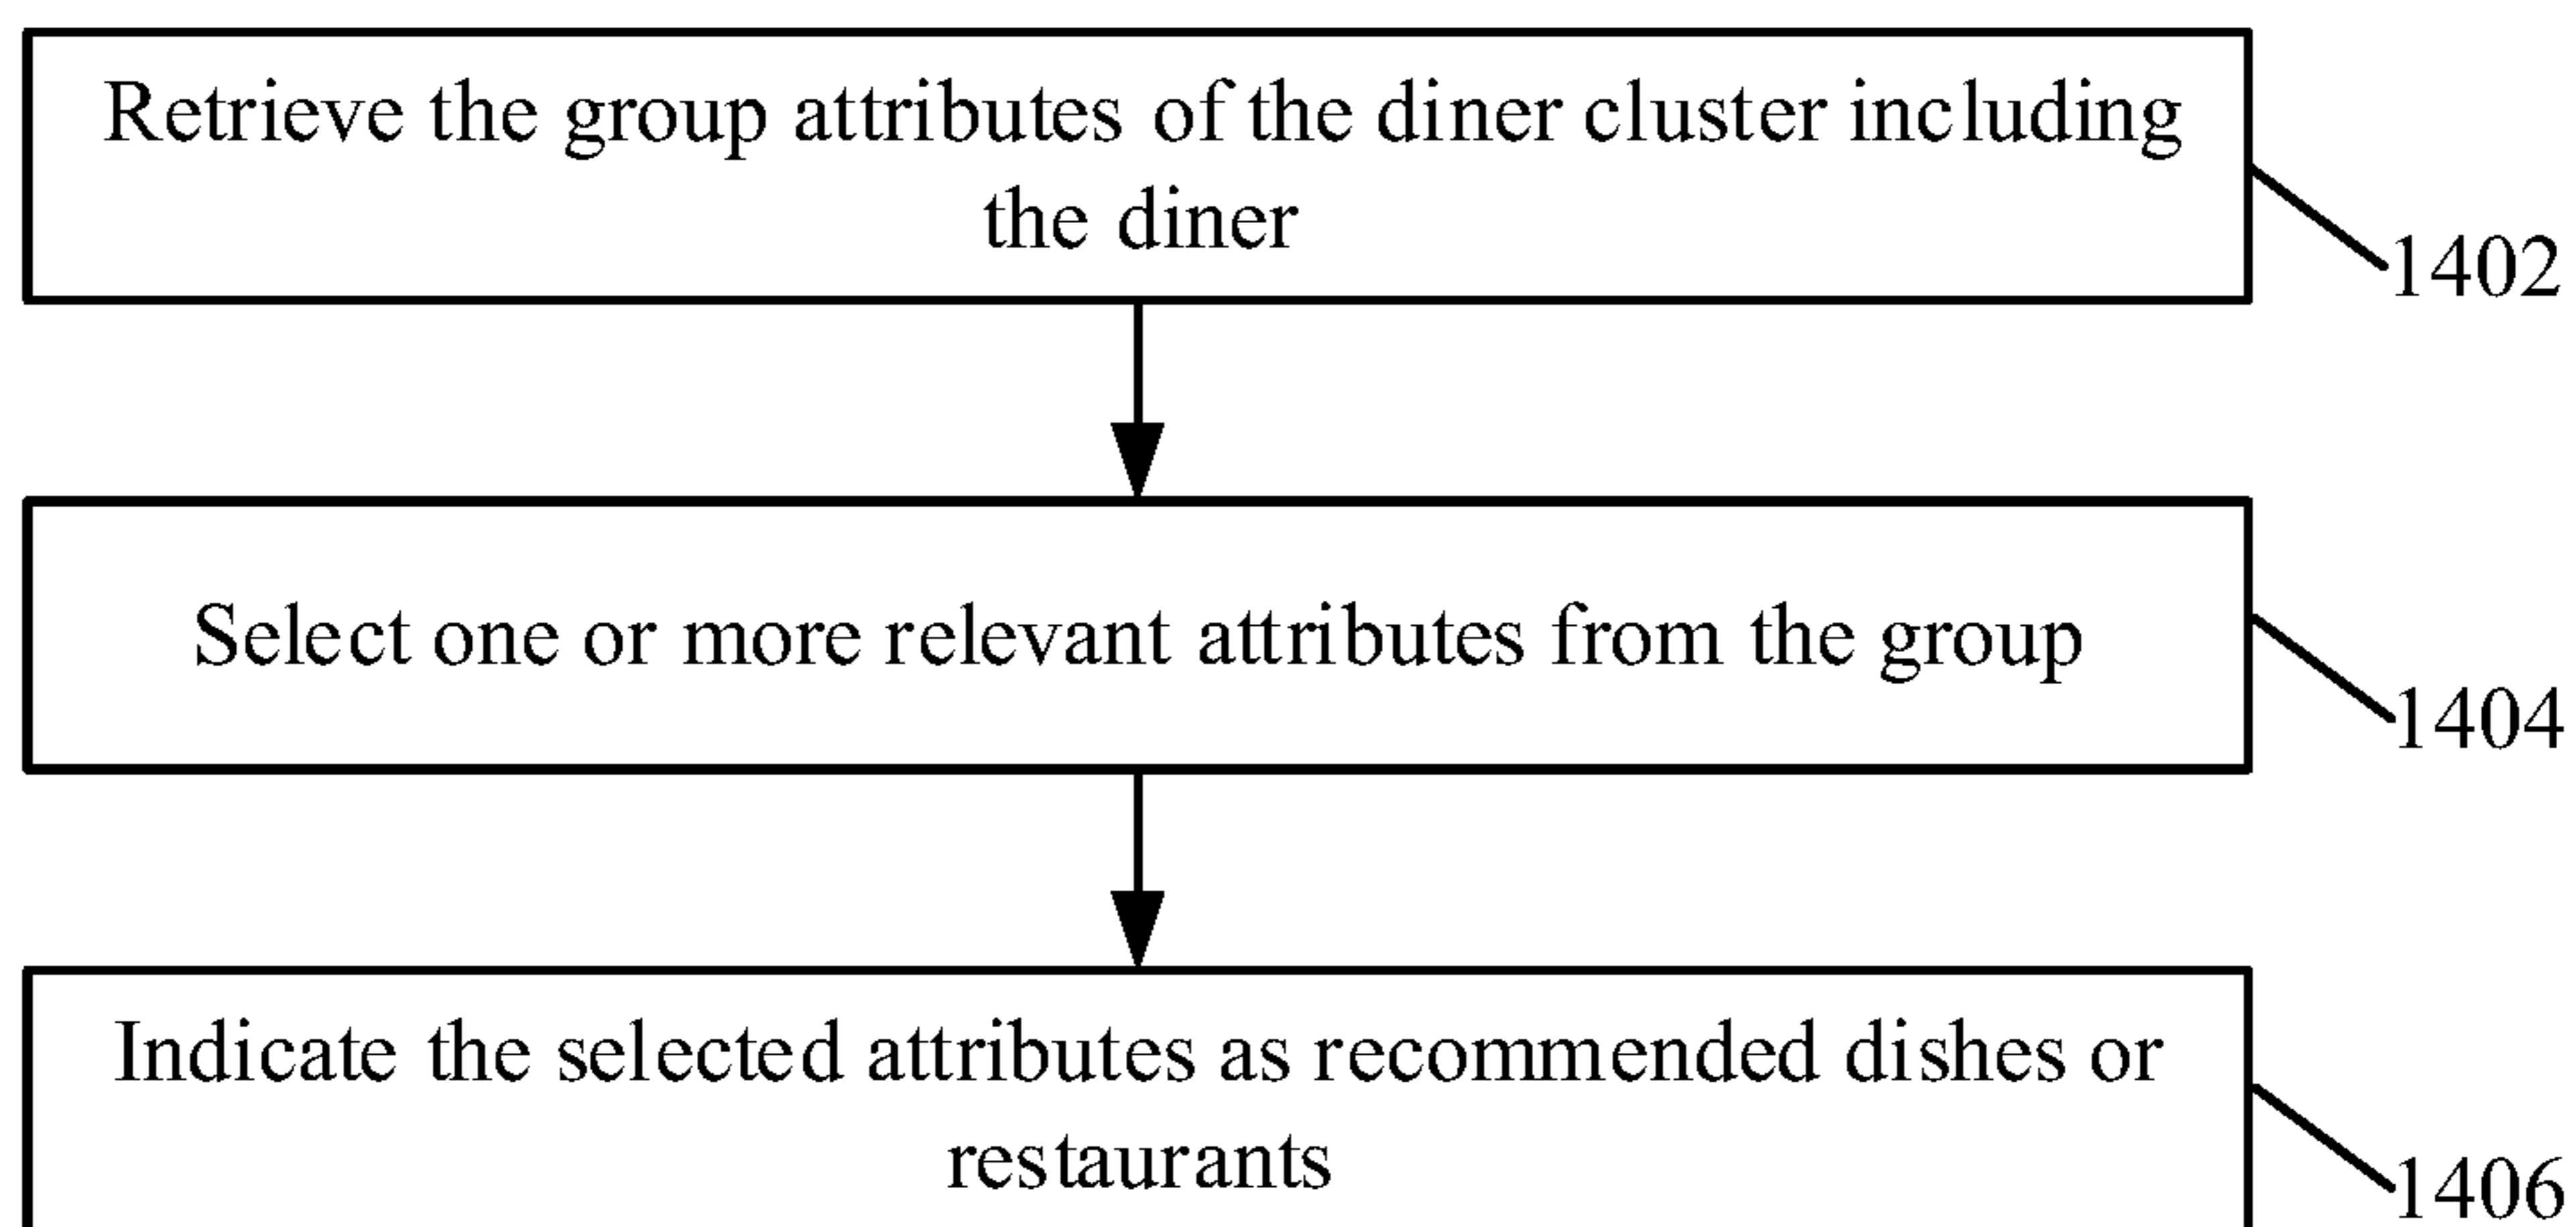 Retrieve the group attributes of the diner cluster including
the diner
1402
Select one or more relevant attributes from the group
1404
Indicate the selected attributes as recommended dishes or
restaurants
1406